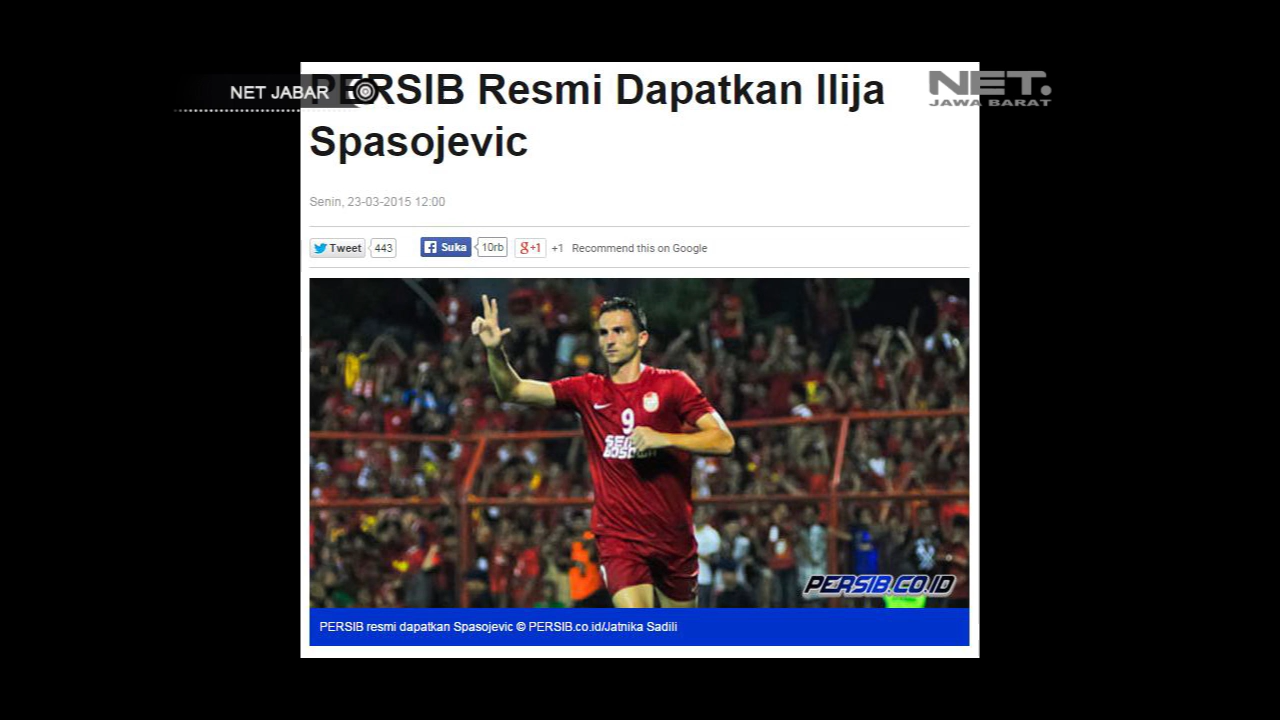 NET JABAR
PERSIB Resmi Dapatkan Ilija
Spasojevic
NET.
JAWA BARAT
Senin, 23-03-2015 12:00
Tweet 443 Suka 10rb g+1 +1 Recommend this on Google
9
PERSIB.CO.ID
PERSIB resmi dapatkan Spasojevic © PERSIB.co.id/Jatnika Sadili